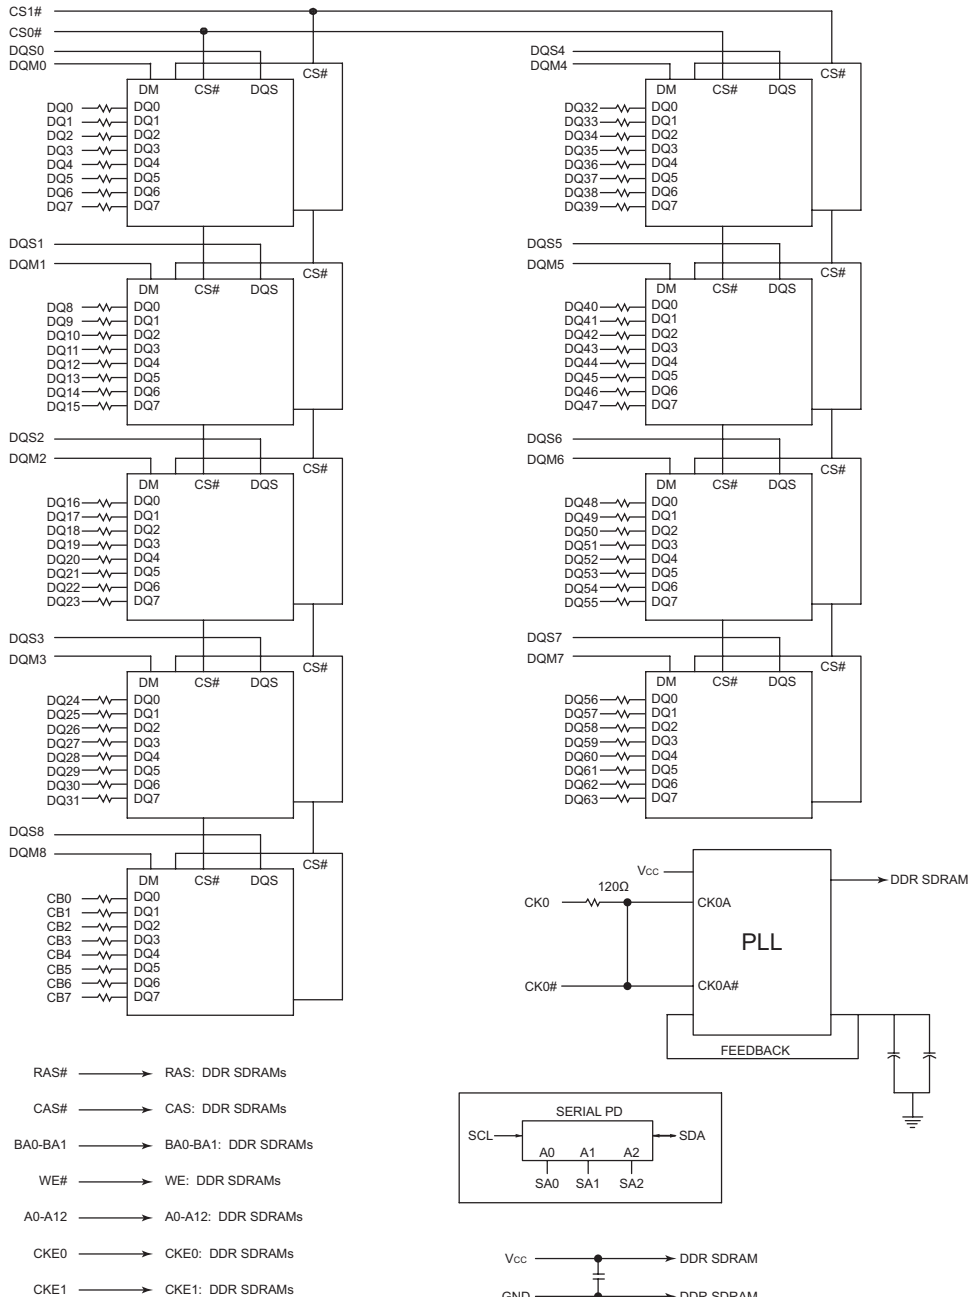 CS1#
CS0#
DQS0
DQM0
CS#
DM CS# DQS
DQ0 DQ0
DQ1 DQ1
DQ2 DQ2
DQ3 DQ3
DQ4 DQ4
DQ5 DQ5
DQ6 DQ6
DQ7 DQ7
DQS1
DQM1
CS#
DM CS# DQS
DQ8 DQ0
DQ9 DQ1
DQ10 DQ2
DQ11 DQ3
DQ12 DQ4
DQ13 DQ5
DQ14 DQ6
DQ15 DQ7
DQS2
DQM2
CS#
DM CS# DQS
DQ16 DQ0
DQ17 DQ1
DQ18 DQ2
DQ19 DQ3
DQ20 DQ4
DQ21 DQ5
DQ22 DQ6
DQ23 DQ7
DQS3
DQM3
CS#
DM CS# DQS
DQ24 DQ0
DQ25 DQ1
DQ26 DQ2
DQ27 DQ3
DQ28 DQ4
DQ29 DQ5
DQ30 DQ6
DQ31 DQ7
DQS8
DQM8
CS#
DM CS# DQS
CB0 DQ0
CB1 DQ1
CB2 DQ2
CB3 DQ3
CB4 DQ4
CB5 DQ5
CB6 DQ6
CB7 DQ7
DQS4
DQM4
CS#
DM CS# DQS
DQ32 DQ0
DQ33 DQ1
DQ34 DQ2
DQ35 DQ3
DQ36 DQ4
DQ37 DQ5
DQ38 DQ6
DQ39 DQ7
DQS5
DQM5
CS#
DM CS# DQS
DQ40 DQ0
DQ41 DQ1
DQ42 DQ2
DQ43 DQ3
DQ44 DQ4
DQ45 DQ5
DQ46 DQ6
DQ47 DQ7
DQS6
DQM6
CS#
DM CS# DQS
DQ48 DQ0
DQ49 DQ1
DQ50 DQ2
DQ51 DQ3
DQ52 DQ4
DQ53 DQ5
DQ54 DQ6
DQ55 DQ7
DQS7
DQM7
CS#
DM CS# DQS
DQ56 DQ0
DQ57 DQ1
DQ58 DQ2
DQ59 DQ3
DQ60 DQ4
DQ61 DQ5
DQ62 DQ6
DQ63 DQ7
Vcc
DDR SDRAM
120Ω
CK0 CK0A
PLL
CK0# CK0A#
FEEDBACK
RAS# RAS: DDR SDRAMs
CAS# CAS: DDR SDRAMs
BA0-BA1 BA0-BA1: DDR SDRAMs
WE# WE: DDR SDRAMs
A0-A12 A0-A12: DDR SDRAMs
CKE0 CKE0: DDR SDRAMs
CKE1 CKE1: DDR SDRAMs
SERIAL PD
SCL SDA
A0 A1 A2
SA0 SA1 SA2
Vcc DDR SDRAM
GND DDR SDRAM